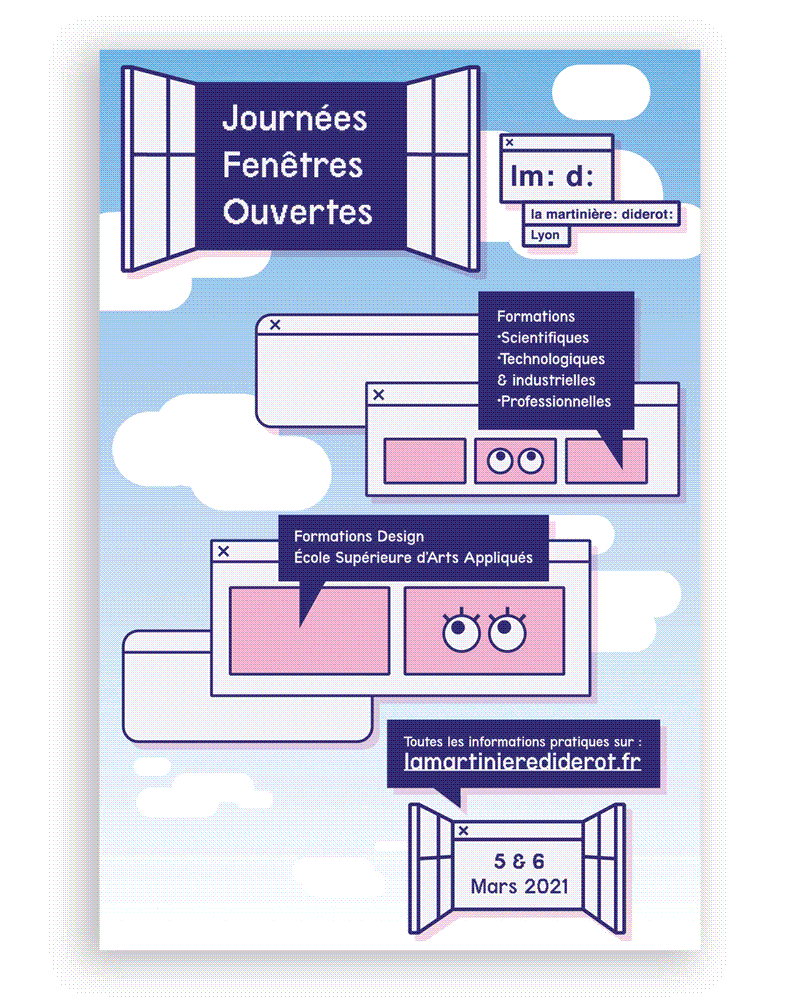 Journées
Fenêtres
Ouvertes
lm: d:
la martinière: diderot:
Lyon
Formations
•Scientifiques
•Technologiques
& industrielles
•Professionnelles
Formations Design
École Supérieure d'Arts Appliqués
Toutes les informations pratiques sur :
lamartinierediderot.fr
5 & 6
Mars 2021